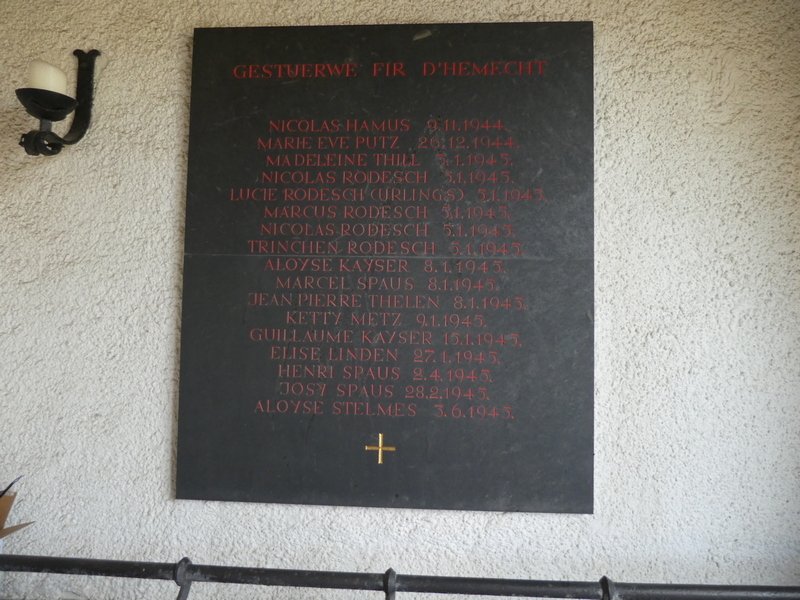 GESTUERWE FIR D'HEMECHT
NICOLAS HAMUS 9.11.1944.
MARIE EVE PUTZ 26.12.1944.
MADELEINE THILL 5.1.1945.
NICOLAS RODESCH 5.1.1945.
LUCIE RODESCH (URLINGS) 5.1.1945.
MARCUS RODESCH 5.1.1945.
NICOLAS RODESCH 5.1.1945.
TRINCHEN RODESCH 5.1.1945.
ALOYSE KAYSER 8.1.1945.
MARCEL SPAUS 8.1.1945.
JEAN PIERRE THELEN 8.1.1945.
KETTY METZ 9.1.1945.
GUILLAUME KAYSER 15.1.1945.
ELISE LINDEN 27.1.1945.
HENRI SPAUS 2.4.1945.
JOSY SPAUS 28.2.1945.
ALOYSE STELMES 3.6.1945.